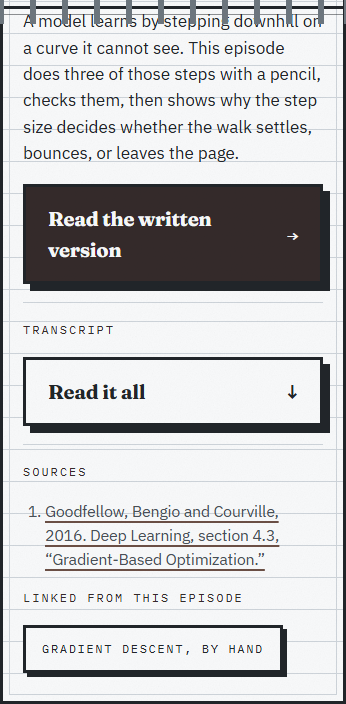 A model learns by stepping downhill on
a curve it cannot see. This episode
does three of those steps with a pencil,
checks them, then shows why the step
size decides whether the walk settles,
bounces, or leaves the page.
Read the written
version →
TRANSCRIPT
Read it all ↓
SOURCES
1. Goodfellow, Bengio and Courville,
2016. Deep Learning, section 4.3,
“Gradient-Based Optimization.”
LINKED FROM THIS EPISODE
GRADIENT DESCENT, BY HAND